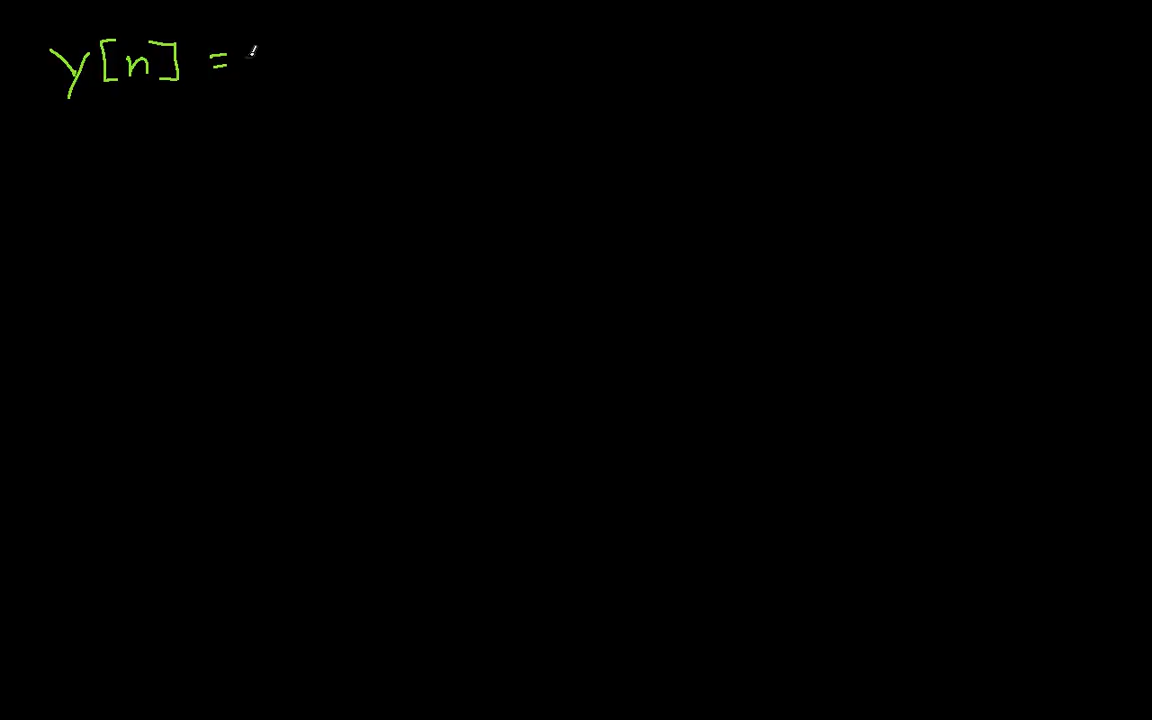 y[n] =